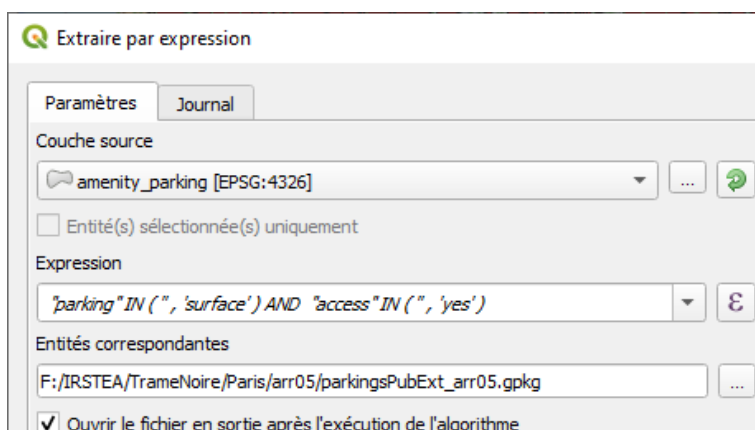 Extraire par expression
Paramètres Journal
Couche source
amenity_parking [EPSG:4326] ...
Entité(s) sélectionnée(s) uniquement
Expression
"parking" IN ( '' , 'surface' ) AND "access" IN ( '' , 'yes' ) ε
Entités correspondantes
F:/IRSTEA/TrameNoire/Paris/arr05/parkingsPubExt_arr05.gpkg ...
Ouvrir le fichier en sortie après l'exécution de l'algorithme